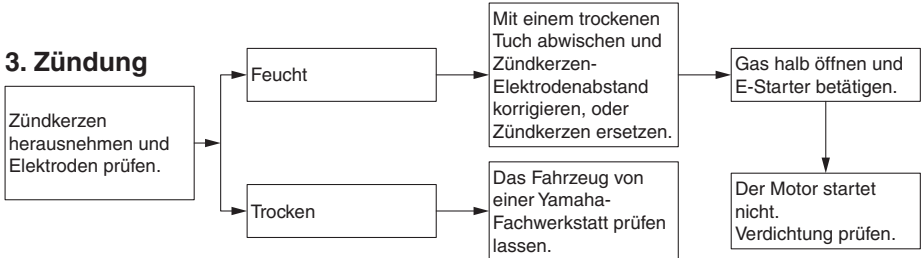 3. Zündung
Zündkerzen
herausnehmen und
Elektroden prüfen.
Feucht
Mit einem trockenen
Tuch abwischen und
Zündkerzen-
Elektrodenabstand
korrigieren, oder
Zündkerzen ersetzen.
Gas halb öffnen und
E-Starter betätigen.
Der Motor startet
nicht.
Verdichtung prüfen.
Trocken
Das Fahrzeug von
einer Yamaha-
Fachwerkstatt prüfen
lassen.